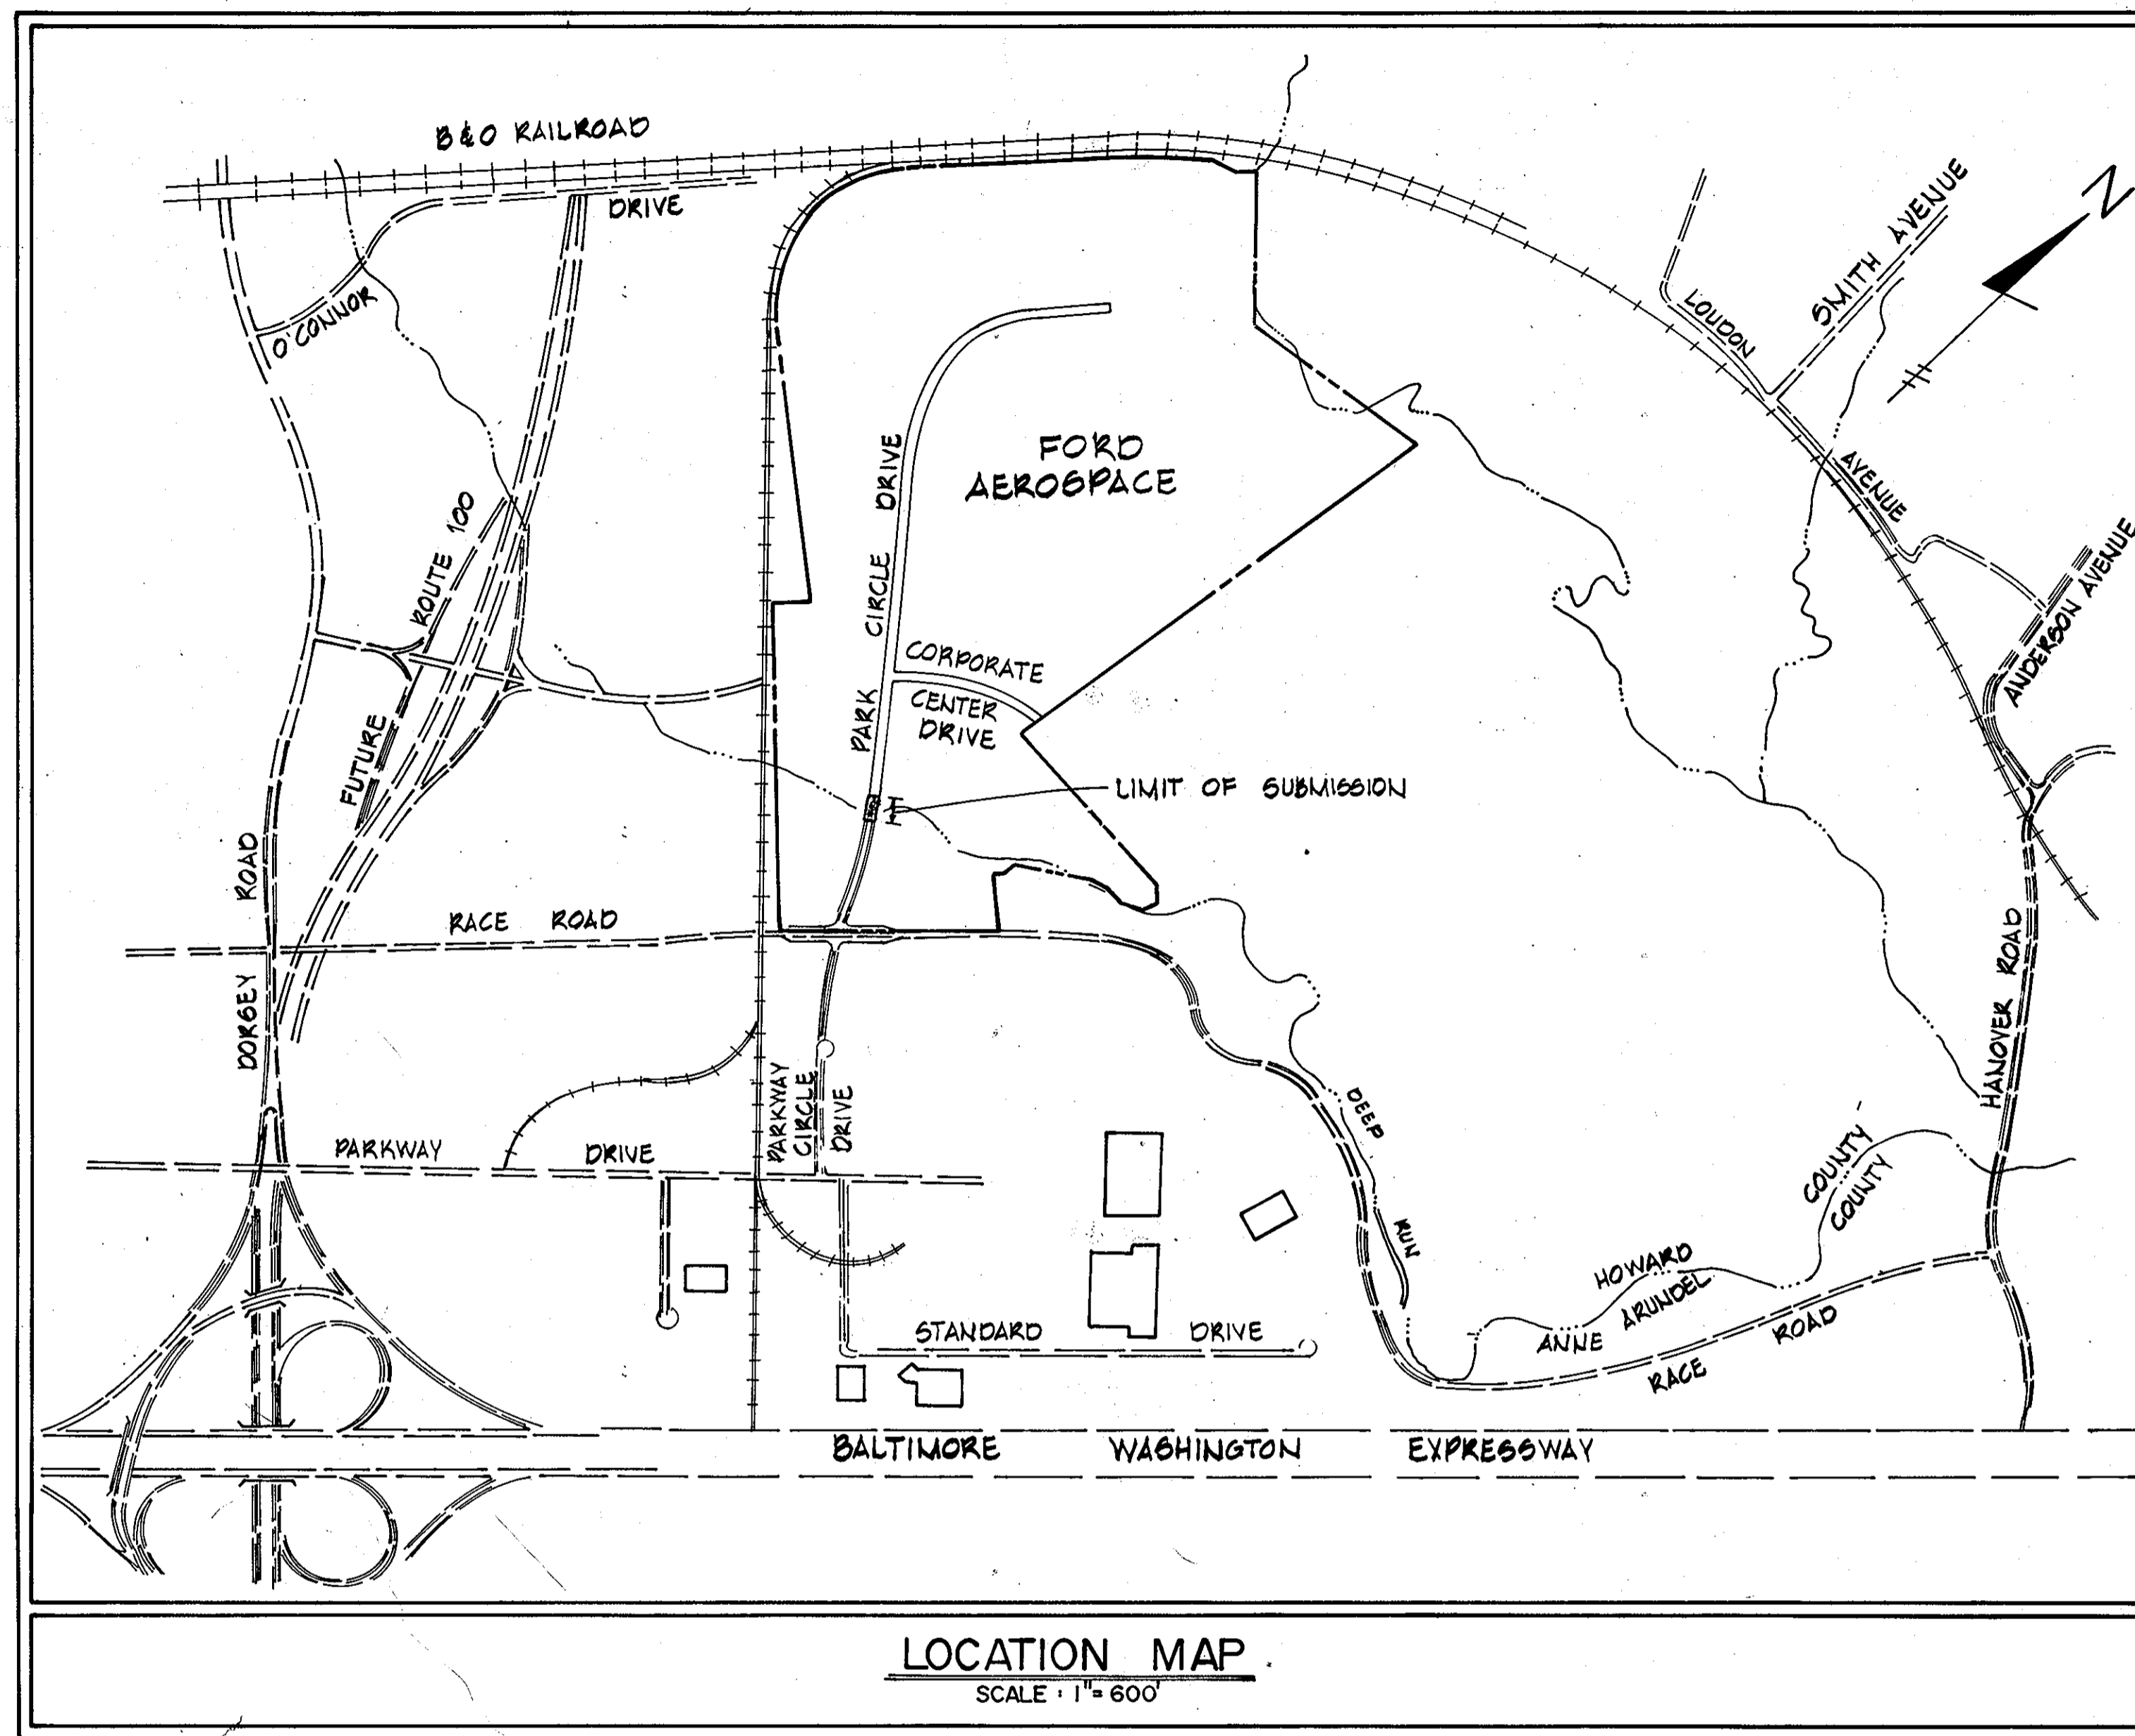 B&O RAILROAD
DRIVE
O'CONNOR
N
SMITH AVENUE
LOUDON
AVENUE
ANDERSON AVENUE
FORD
AEROSPACE
PARK CIRCLE DRIVE
ROUTE 100
FUTURE
CORPORATE
CENTER
DRIVE
LIMIT OF SUBMISSION
DORSEY ROAD
RACE ROAD
HANOVER ROAD
PARKWAY
CIRCLE
DRIVE
PARKWAY DRIVE
DEEP
RUN
COUNTY
COUNTY
HOWARD
ANNE ARUNDEL
RACE ROAD
STANDARD DRIVE
BALTIMORE WASHINGTON EXPRESSWAY
LOCATION MAP
SCALE : 1"= 600'